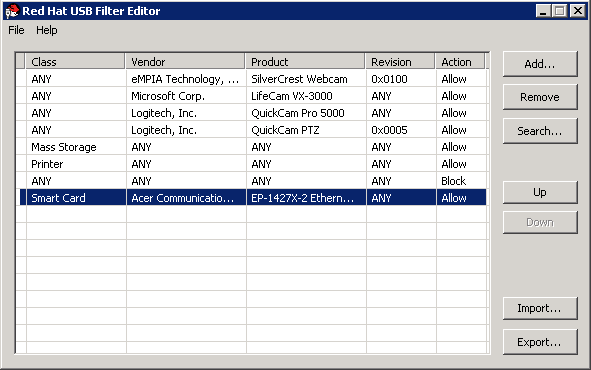 Red Hat USB Filter Editor
File Help
Class Vendor Product Revision Action
ANY eMPIA Technology, ... SilverCrest Webcam 0x0100 Allow
ANY Microsoft Corp. LifeCam VX-3000 ANY Allow
ANY Logitech, Inc. QuickCam Pro 5000 ANY Allow
ANY Logitech, Inc. QuickCam PTZ 0x0005 Allow
Mass Storage ANY ANY ANY Allow
Printer ANY ANY ANY Allow
ANY ANY ANY ANY Block
Smart Card Acer Communicatio... EP-1427X-2 Ethern... ANY Allow
Add...
Remove
Search...
Up
Down
Import...
Export...